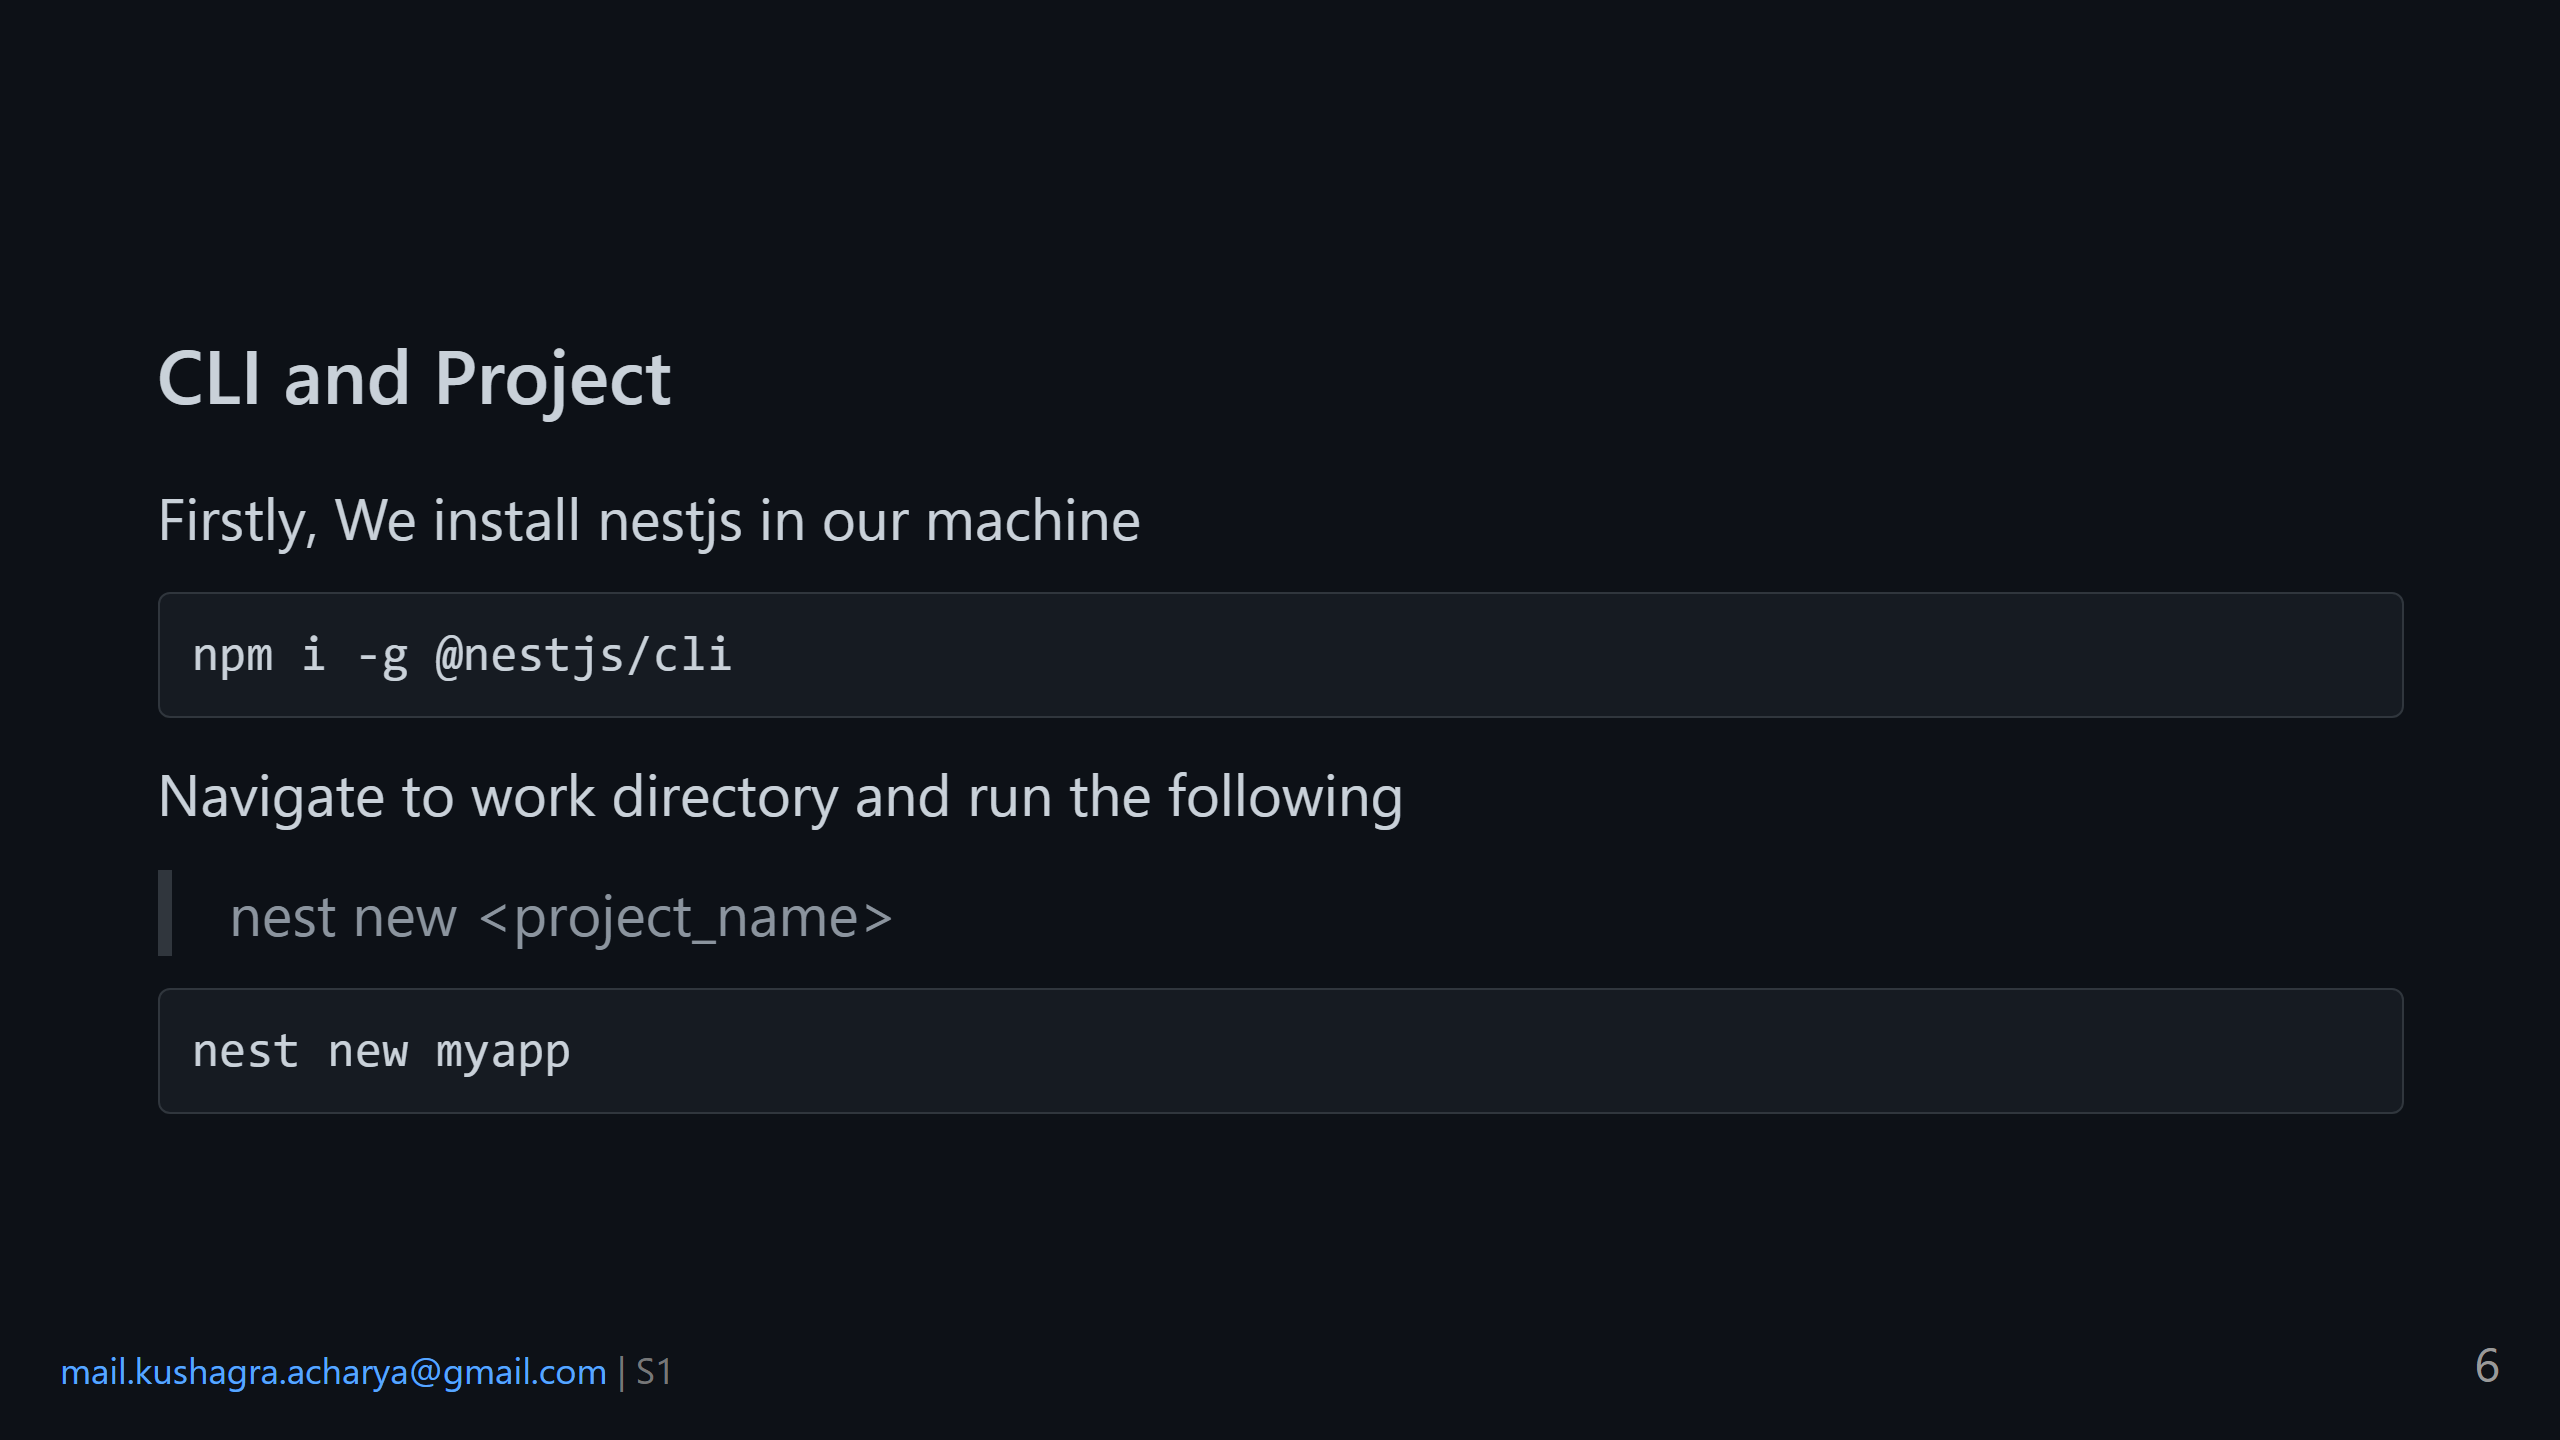 CLI and Project
Firstly, We install nestjs in our machine
npm i -g @nestjs/cli
Navigate to work directory and run the following
nest new <project_name>
nest new myapp
mail.kushagra.acharya@gmail.com | S1
6